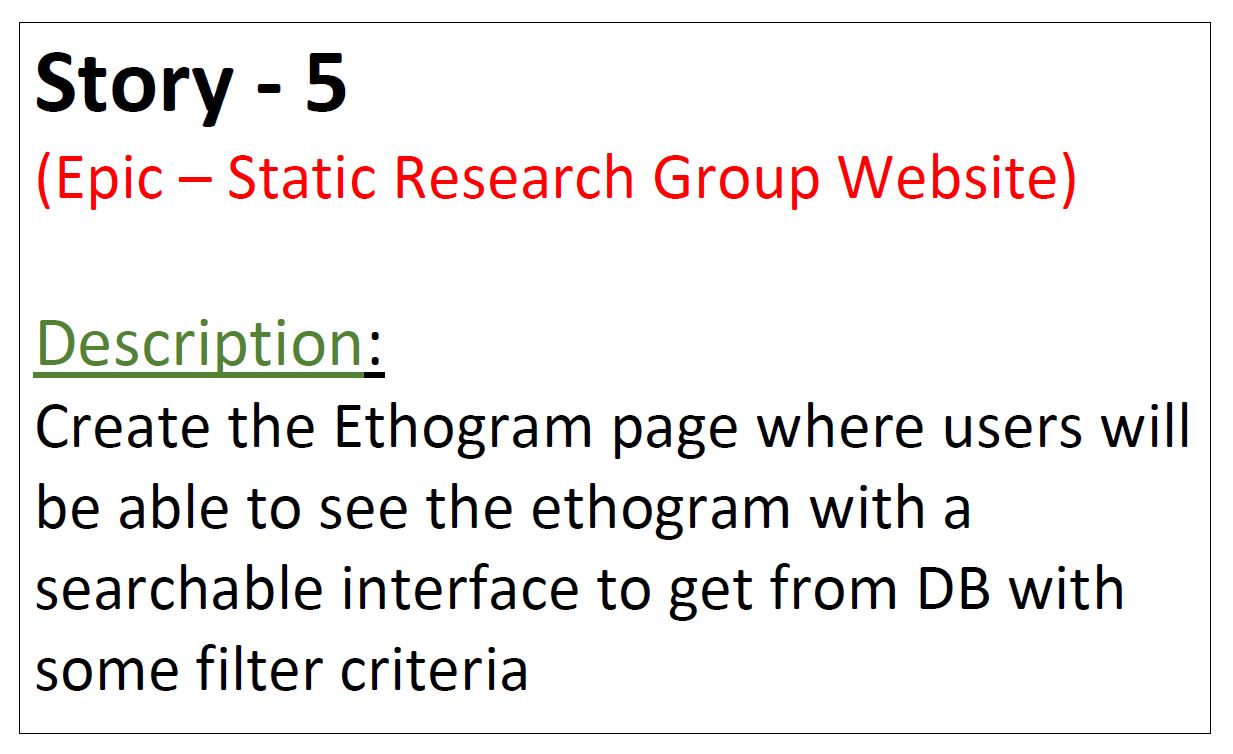 Story - 5
(Epic – Static Research Group Website)
Description:
Create the Ethogram page where users will
be able to see the ethogram with a
searchable interface to get from DB with
some filter criteria